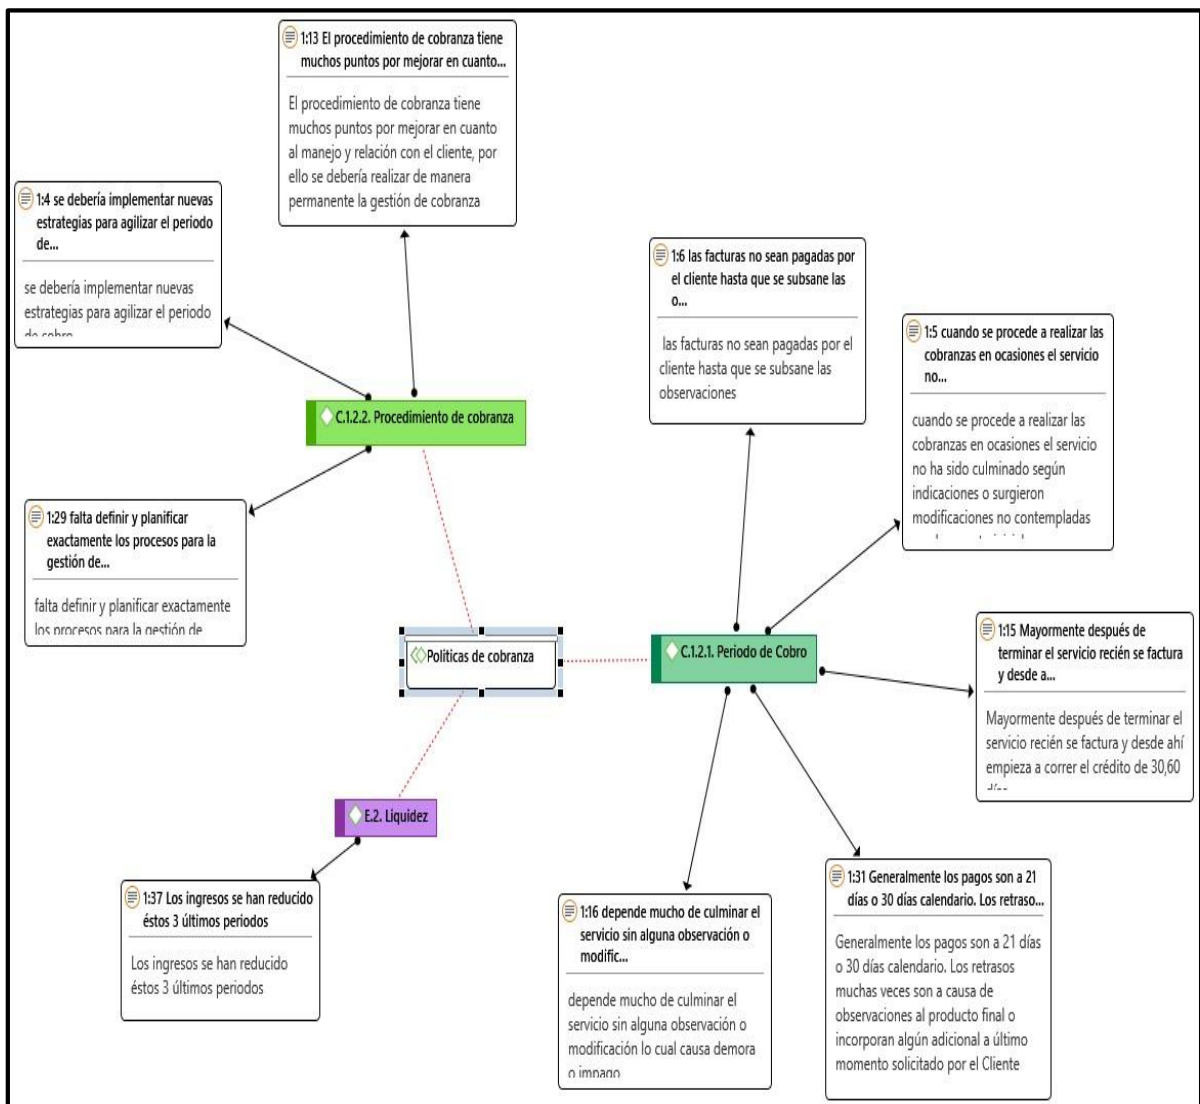 1:13 El procedimiento de cobranza tiene
muchos puntos por mejorar en cuanto...
El procedimiento de cobranza tiene
muchos puntos por mejorar en cuanto
al manejo y relación con el cliente, por
ello se debería realizar de manera
permanente la gestión de cobranza
1:4 se debería implementar nuevas
estrategias para agilizar el periodo
de...
se debería implementar nuevas
estrategias para agilizar el periodo
de cobro
1:6 las facturas no sean pagadas por
el cliente hasta que se subsane las
o...
las facturas no sean pagadas por el
cliente hasta que se subsane las
observaciones
1:5 cuando se procede a realizar las
cobranzas en ocasiones el servicio
no...
cuando se procede a realizar las
cobranzas en ocasiones el servicio
no ha sido culminado según
indicaciones o surgieron
modificaciones no contempladas
C.1.2.2. Procedimiento de cobranza
1:29 falta definir y planificar
exactamente los procesos para la
gestión de...
falta definir y planificar exactamente
los procesos para la gestión de
Políticas de cobranza
C.1.2.1. Periodo de Cobro
1:15 Mayormente después de
terminar el servicio recién se factura
y desde a...
Mayormente después de terminar el
servicio recién se factura y desde ahí
empieza a correr el crédito de 30,60
días
E.2. Liquidez
1:37 Los ingresos se han reducido
éstos 3 últimos periodos
Los ingresos se han reducido
éstos 3 últimos periodos
1:16 depende mucho de culminar el
servicio sin alguna observación o
modific...
depende mucho de culminar el
servicio sin alguna observación o
modificación lo cual causa demora
o impago
1:31 Generalmente los pagos son a 21
días o 30 días calendario. Los retraso...
Generalmente los pagos son a 21 días
o 30 días calendario. Los retrasos
muchas veces son a causa de
observaciones al producto final o
incorporan algún adicional a último
momento solicitado por el Cliente